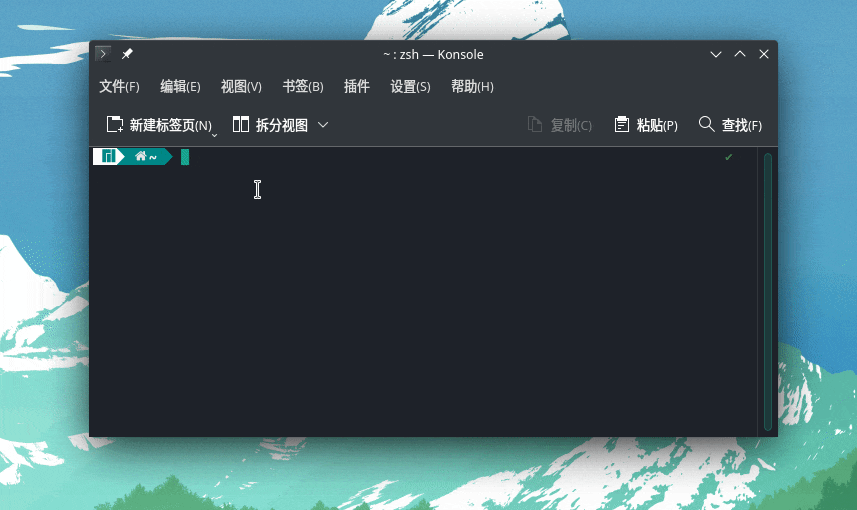 ~ : zsh — Konsole
文件(F) 编辑(E) 视图(V) 书签(B) 插件 设置(S) 帮助(H)
新建标签页(N) 拆分视图 复制(C) 粘贴(P) 查找(F)
~ ✔